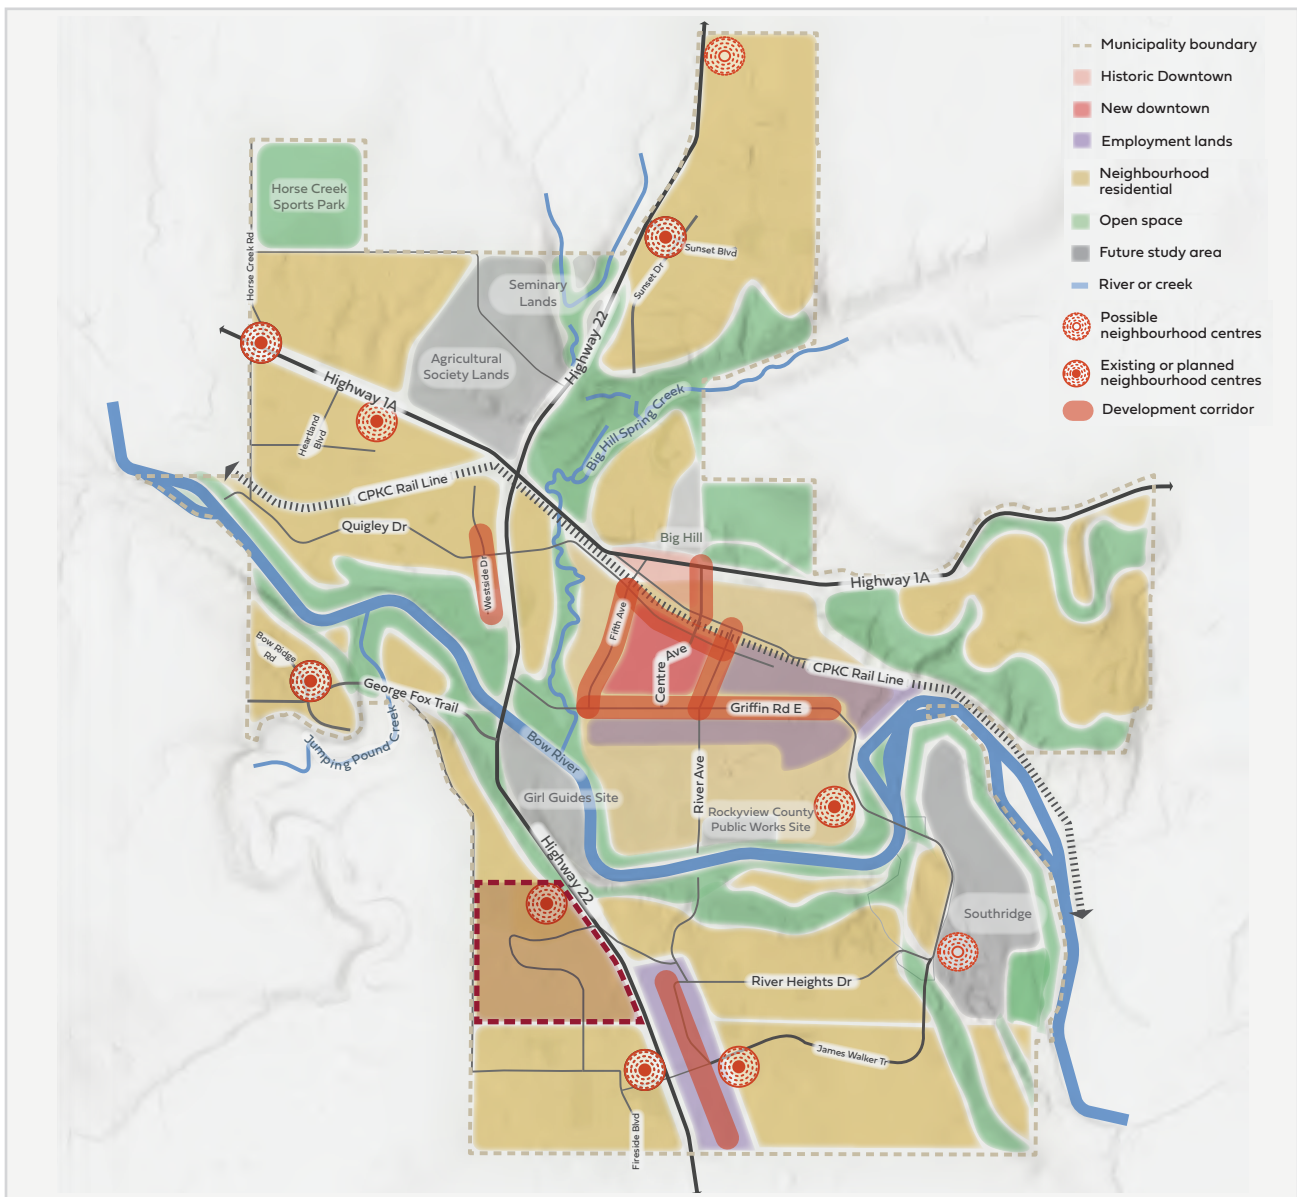 Municipality boundary
Historic Downtown
New downtown
Employment lands
Neighbourhood
residential
Open space
Future study area
River or creek
Possible
neighbourhood centres
Existing or planned
neighbourhood centres
Development corridor
Horse Creek
Sports Park
Horse Creek Rd
Seminary
Lands
Sunset Blvd
Sunset Dr
Highway 22
Agricultural
Society Lands
Highway 1A
Heartland
Blvd
Big Hill Spring Creek
CPKC Rail Line
Quigley Dr
Big Hill
Westside Dr
Highway 1A
Fifth Ave
Centre Ave
Bow Ridge
Rd
CPKC Rail Line
George Fox Trail
Griffin Rd E
Jumping Pound Creek
Bow River
River Ave
Girl Guides Site
Rockyview County
Public Works Site
Highway 22
Southridge
River Heights Dr
James Walker Tr
Fireside Blvd